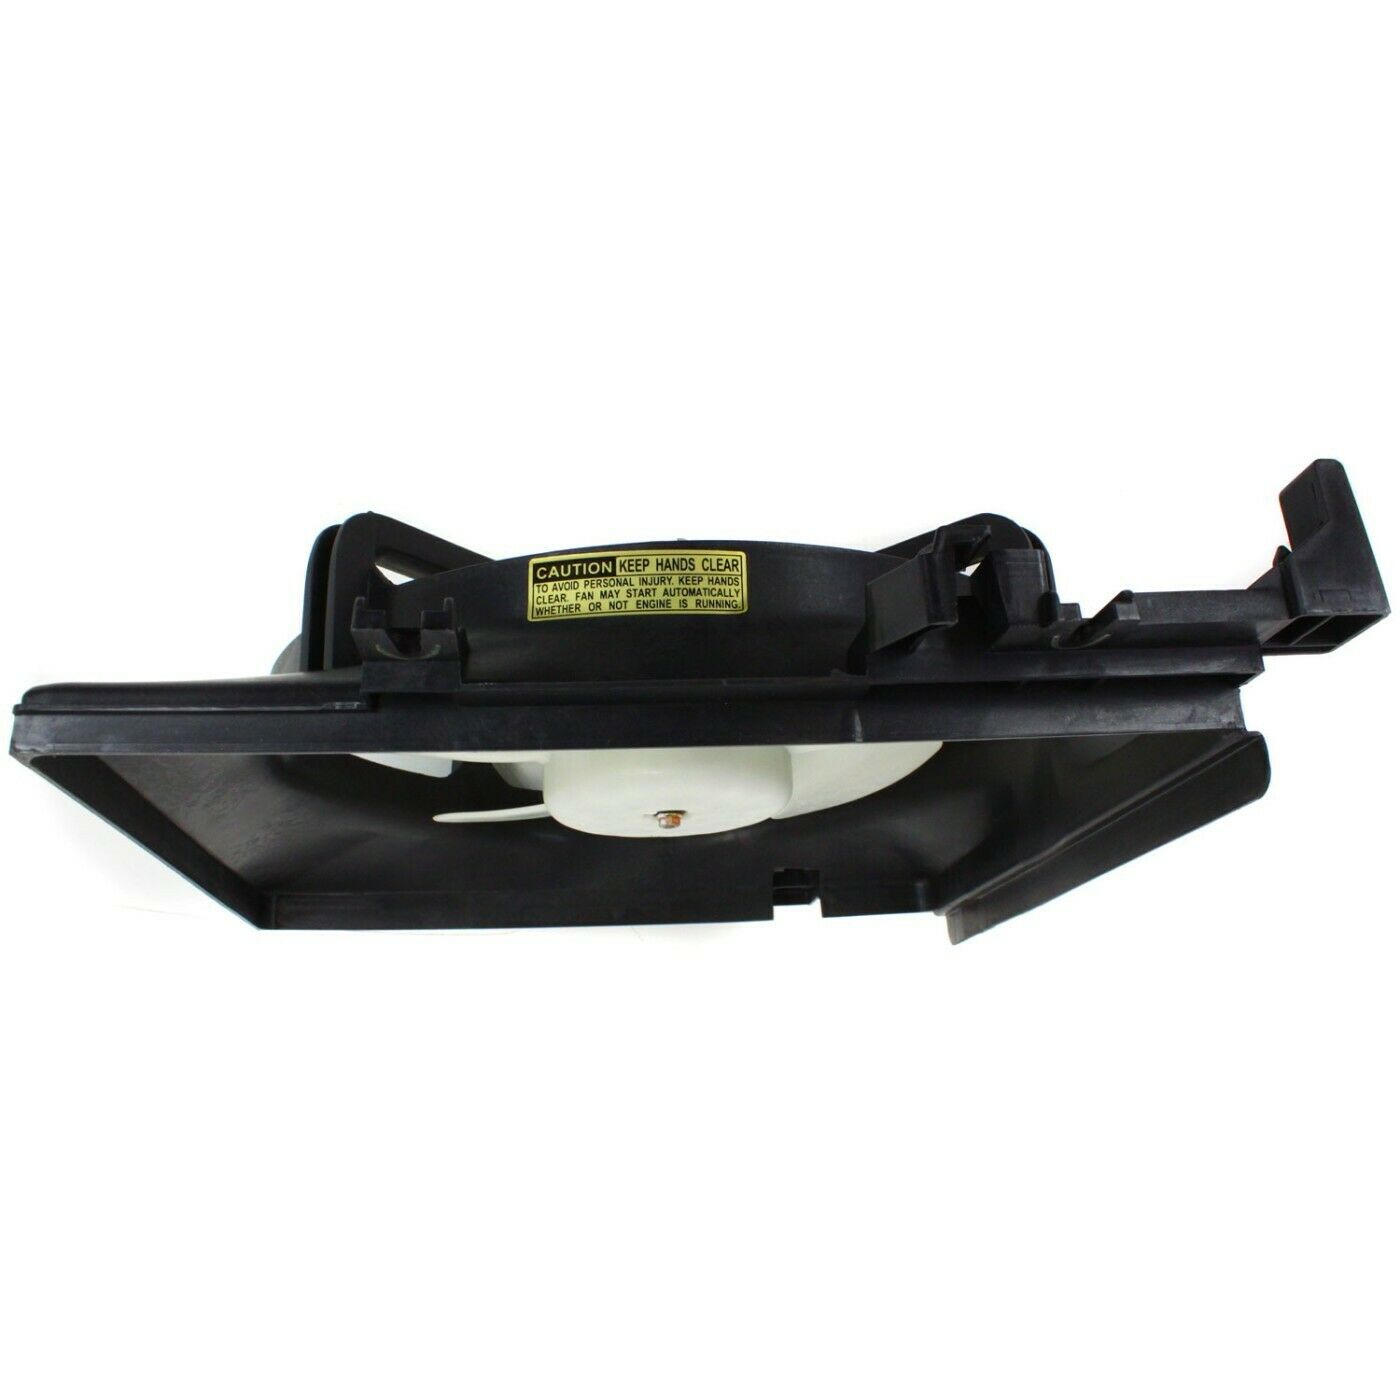 CAUTION KEEP HANDS CLEAR
TO AVOID PERSONAL INJURY. KEEP HANDS
CLEAR. FAN MAY START AUTOMATICALLY
WHETHER OR NOT ENGINE IS RUNNING.